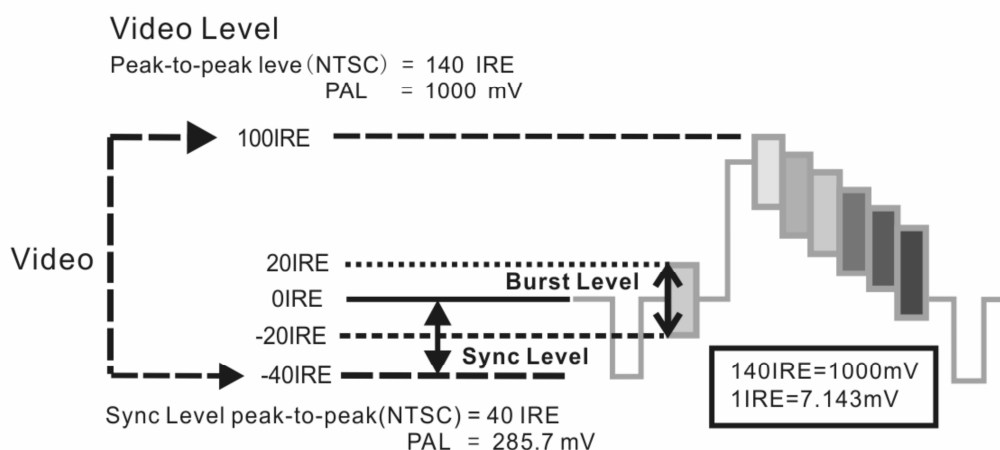 Video Level
Peak-to-peak leve(NTSC) = 140 IRE
PAL = 1000 mV
100IRE
Video
20IRE
Burst Level
0IRE
-20IRE
Sync Level
-40IRE
140IRE=1000mV
1IRE=7.143mV
Sync Level peak-to-peak(NTSC) = 40 IRE
PAL = 285.7 mV